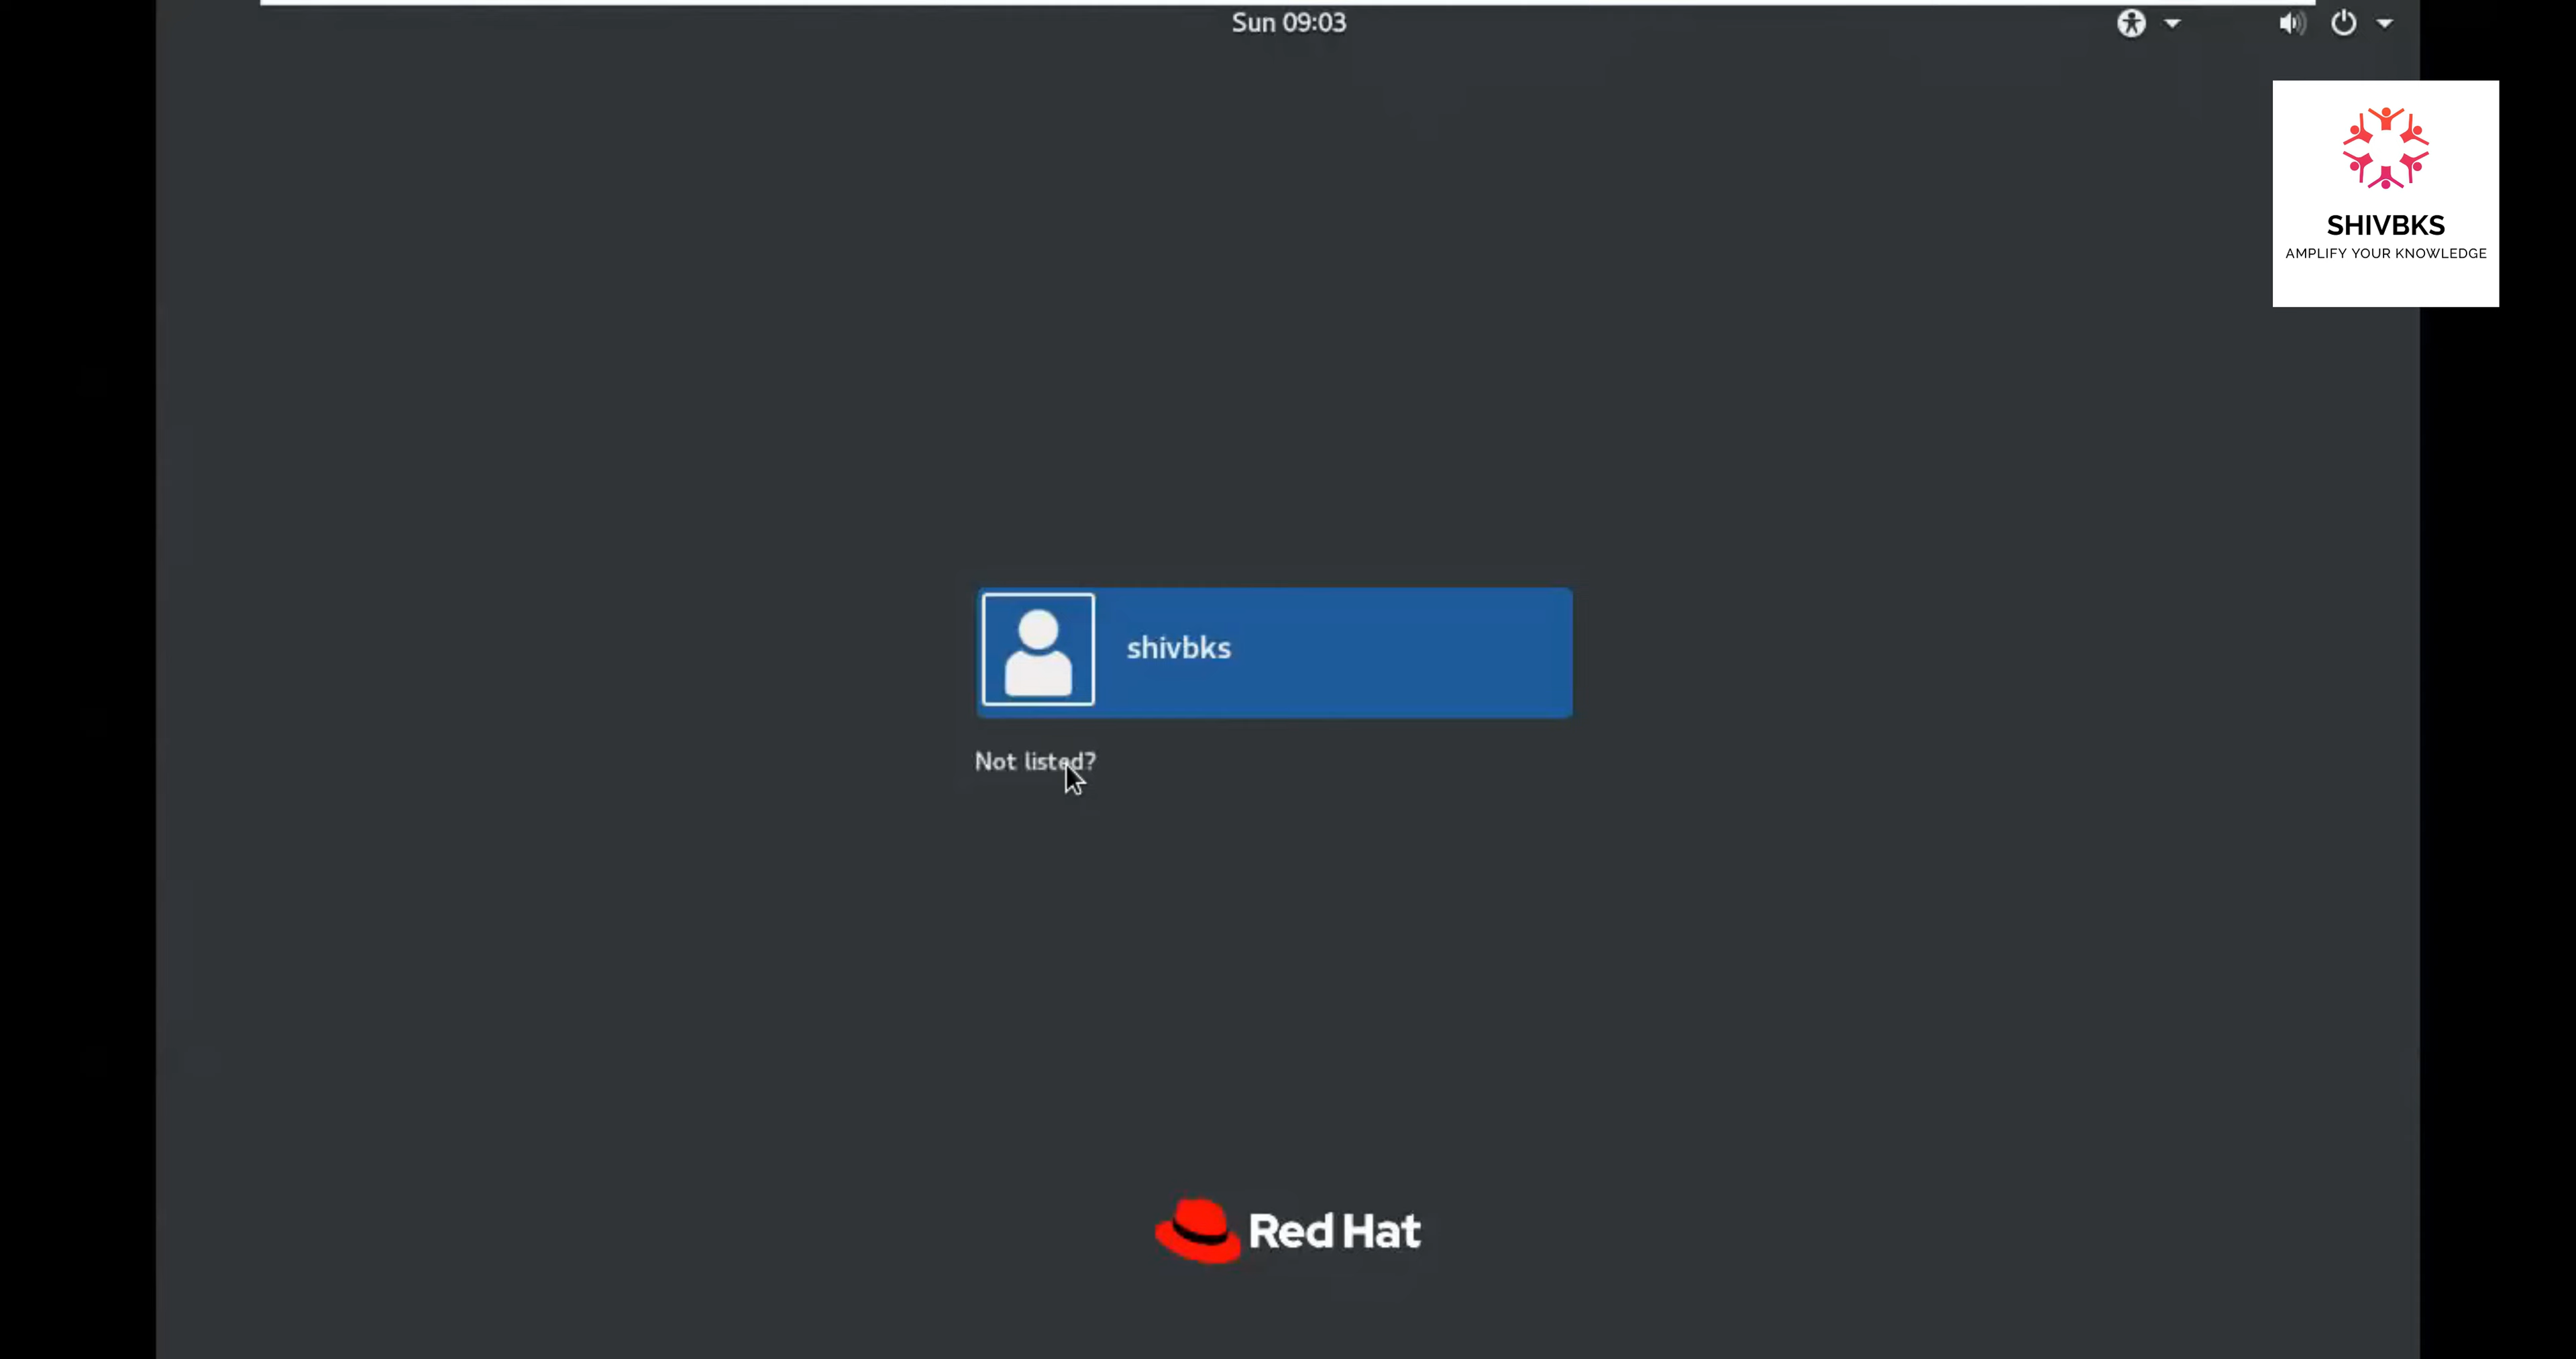 Sun 09:03
SHIVBKS
AMPLIFY YOUR KNOWLEDGE
shivbks
Not listed?
Red Hat